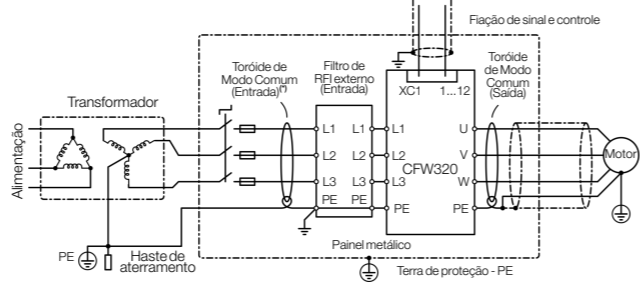 Fiação de sinal e controle
Toróide de
Modo Comum
(Entrada)(*)
Filtro de
RFI externo
(Entrada)
Toróide
de Modo
Comum
(Saída)
XC1 1...12
Transformador
Alimentação
L1 L1 L1 U
L2 L2 L2 V
CFW320
L3 L3 L3 W
PE PE PE PE
Motor
Painel metálico
PE
Haste de
aterramento
Terra de proteção - PE